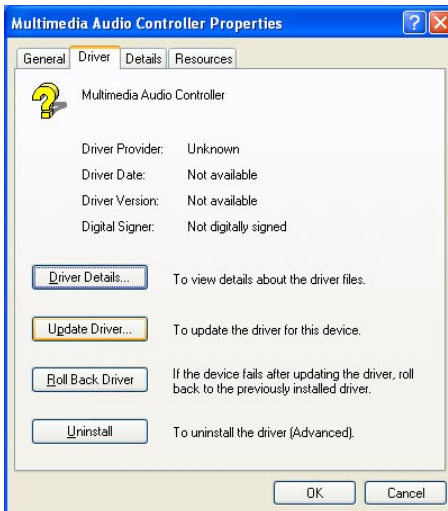 Multimedia Audio Controller Properties
General Driver Details Resources
Multimedia Audio Controller
Driver Provider: Unknown
Driver Date: Not available
Driver Version: Not available
Digital Signer: Not digitally signed
Driver Details... To view details about the driver files.
Update Driver... To update the driver for this device.
Roll Back Driver If the device fails after updating the driver, roll
back to the previously installed driver.
Uninstall To uninstall the driver (Advanced).
OK Cancel